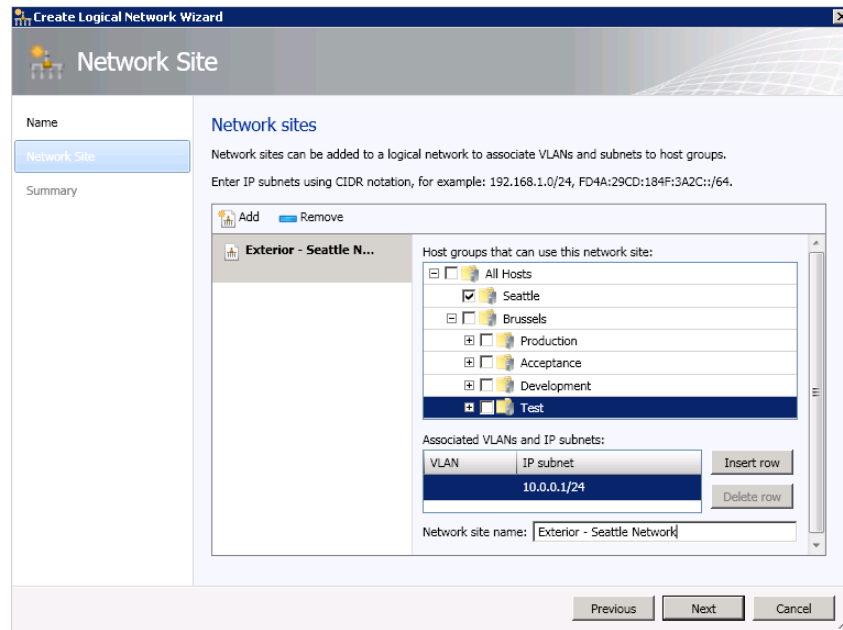 Create Logical Network Wizard
Network Site
Name
Network Site
Summary
Network sites
Network sites can be added to a logical network to associate VLANs and subnets to host groups.
Enter IP subnets using CIDR notation, for example: 192.168.1.0/24, FD4A:29CD:184F:3A2C::/64.
Add Remove
Exterior - Seattle N...
Host groups that can use this network site:
All Hosts
Seattle
Brussels
Production
Acceptance
Development
Test
Associated VLANs and IP subnets:
VLAN IP subnet
10.0.0.1/24
Insert row
Delete row
Network site name: Exterior - Seattle Network
Previous Next Cancel